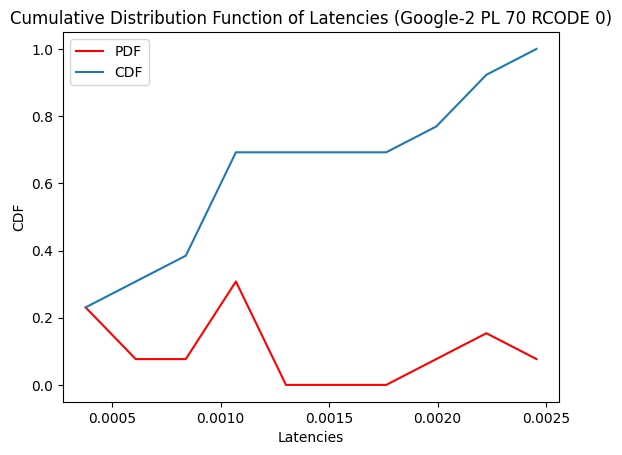 Cumulative Distribution Function of Latencies (Google-2 PL 70 RCODE 0)
PDF
CDF
1.0
0.8
0.6
0.4
0.2
0.0
CDF
0.0005
0.0010
0.0015
0.0020
0.0025
Latencies